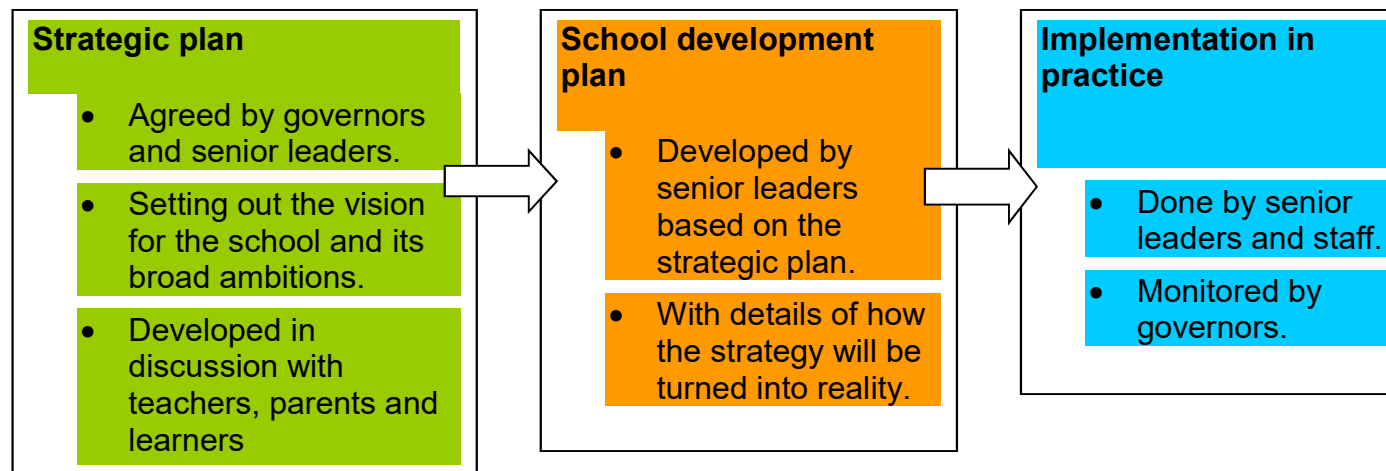 Strategic plan
• Agreed by governors
and senior leaders.
• Setting out the vision
for the school and its
broad ambitions.
• Developed in
discussion with
teachers, parents and
learners
School development
plan
• Developed by
senior leaders
based on the
strategic plan.
• With details of how
the strategy will be
turned into reality.
Implementation in
practice
• Done by senior
leaders and staff.
• Monitored by
governors.